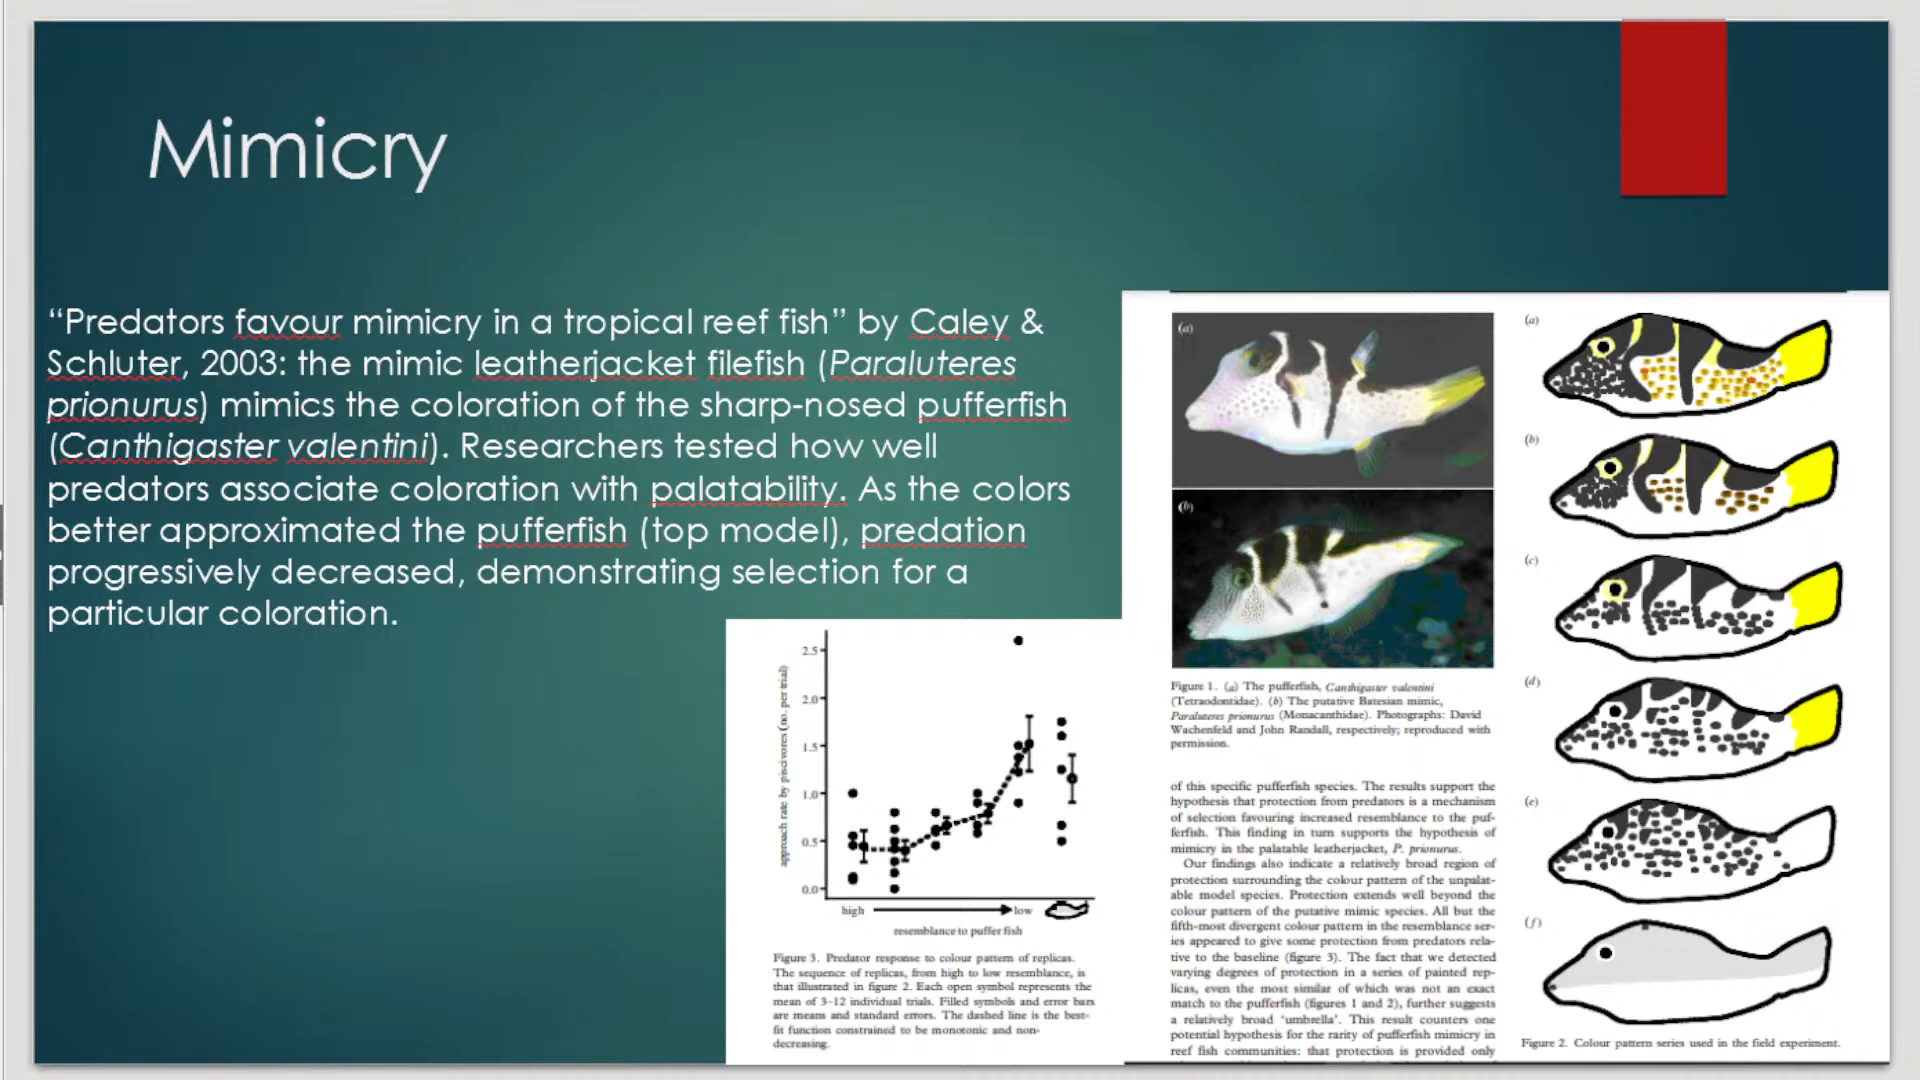 Mimicry
“Predators favour mimicry in a tropical reef fish” by Caley &
Schluter, 2003: the mimic leatherjacket filefish (Paraluteres
prionurus) mimics the coloration of the sharp-nosed pufferfish
(Canthigaster valentini). Researchers tested how well
predators associate coloration with palatability. As the colors
better approximated the pufferfish (top model), predation
progressively decreased, demonstrating selection for a
particular coloration.
approach rate by piscivores (no. per trial)
2.5
2.0
1.5
1.0
0.5
0.0
high
low
resemblance to puffer fish
Figure 3. Predator response to colour pattern of replicas.
The sequence of replicas, from high to low resemblance, is
that illustrated in figure 2. Each open symbol represents the
mean of 3–12 individual trials. Filled symbols and error bars
are means and standard errors. The dashed line is the best-
fit function constrained to be monotonic and non-
decreasing.
(a)
(b)
Figure 1. (a) The pufferfish, Canthigaster valentini
(Tetraodontidae). (b) The putative Batesian mimic,
Paraluteres prionurus (Monacanthidae). Photographs: David
Wachenfeld and John Randall, respectively; reproduced with
permission.
of this specific pufferfish species. The results support the
hypothesis that protection from predators is a mechanism
of selection favouring increased resemblance to the puf-
ferfish. This finding in turn supports the hypothesis of
mimicry in the palatable leatherjacket, P. prionurus.
Our findings also indicate a relatively broad region of
protection surrounding the colour pattern of the unpalat-
able model species. Protection extends well beyond the
colour pattern of the putative mimic species. All but the
fifth-most divergent colour pattern in the resemblance ser-
ies appeared to give some protection from predators rela-
tive to the baseline (figure 3). The fact that we detected
varying degrees of protection in a series of painted rep-
licas, even the most similar of which was not an exact
match to the pufferfish (figures 1 and 2), further suggests
a relatively broad ‘umbrella’. This result counters one
potential hypothesis for the rarity of pufferfish mimicry in
reef fish communities: that protection is provided only
(a)
(b)
(c)
(d)
(e)
(f)
Figure 2. Colour pattern series used in the field experiment.